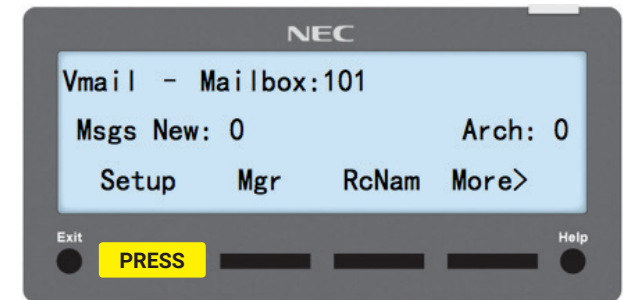 NEC
Vmail - Mailbox:101
Msgs New: 0 Arch: 0
Setup Mgr RcNam More>
Exit Help
PRESS